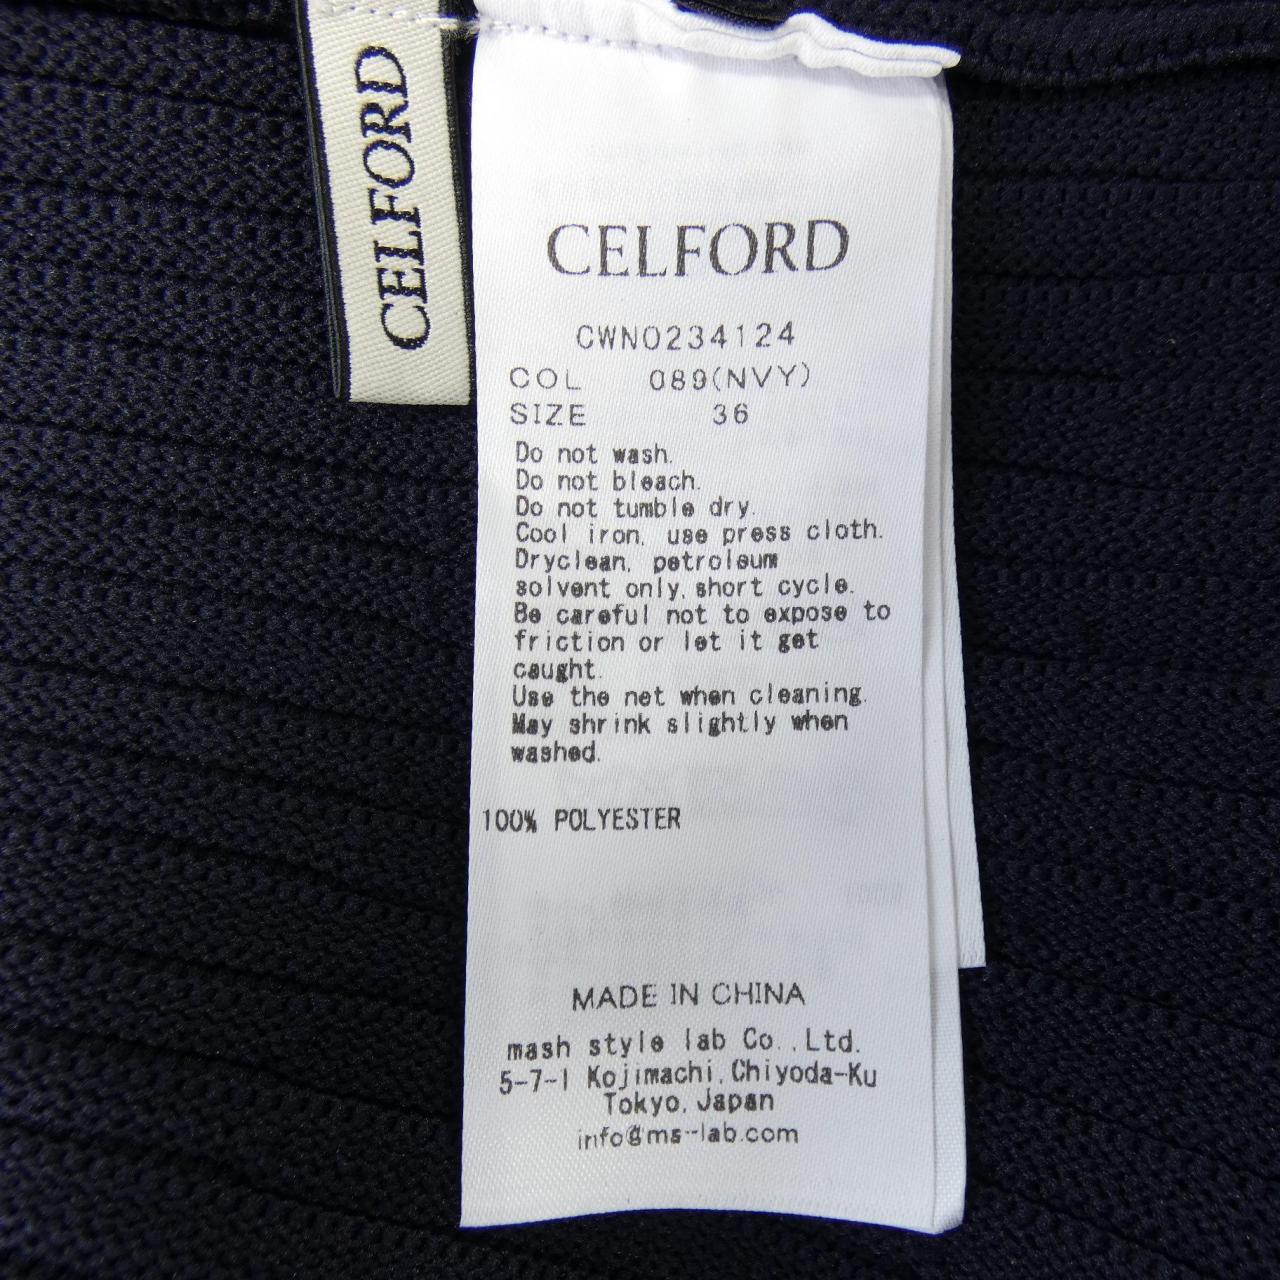 CELFORD
CELFORD
CWNO234124
COL 089(NVY)
SIZE 36
Do not wash.
Do not bleach.
Do not tumble dry.
Cool iron, use press cloth.
Dryclean, petroleum
solvent only, short cycle.
Be careful not to expose to
friction or let it get
caught.
Use the net when cleaning.
May shrink slightly when
washed.
100% POLYESTER
MADE IN CHINA
mash style lab Co.,Ltd.
5-7-1 Kojimachi,Chiyoda-Ku
Tokyo,Japan
info@ms-lab.com